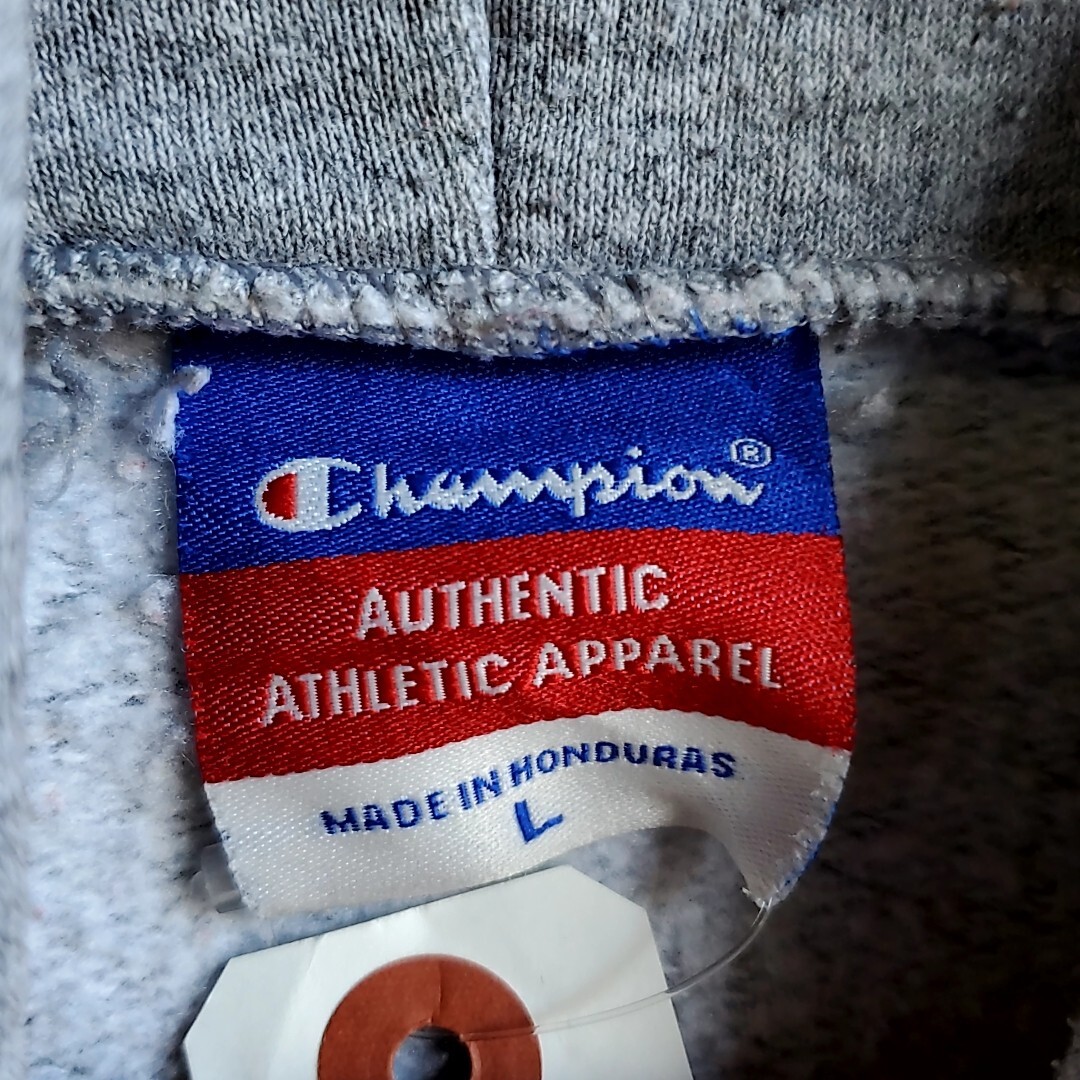 Champion®
AUTHENTIC
ATHLETIC APPAREL
MADE IN HONDURAS
L